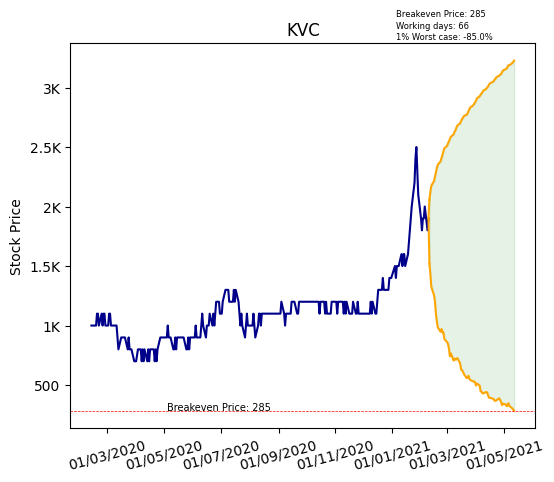 Breakeven Price: 285
Working days: 66
1% Worst case: -85.0%
KVC
Stock Price
3K
2.5K
2K
1.5K
1K
500
Breakeven Price: 285
01/03/2020
01/05/2020
01/07/2020
01/09/2020
01/11/2020
01/01/2021
01/03/2021
01/05/2021